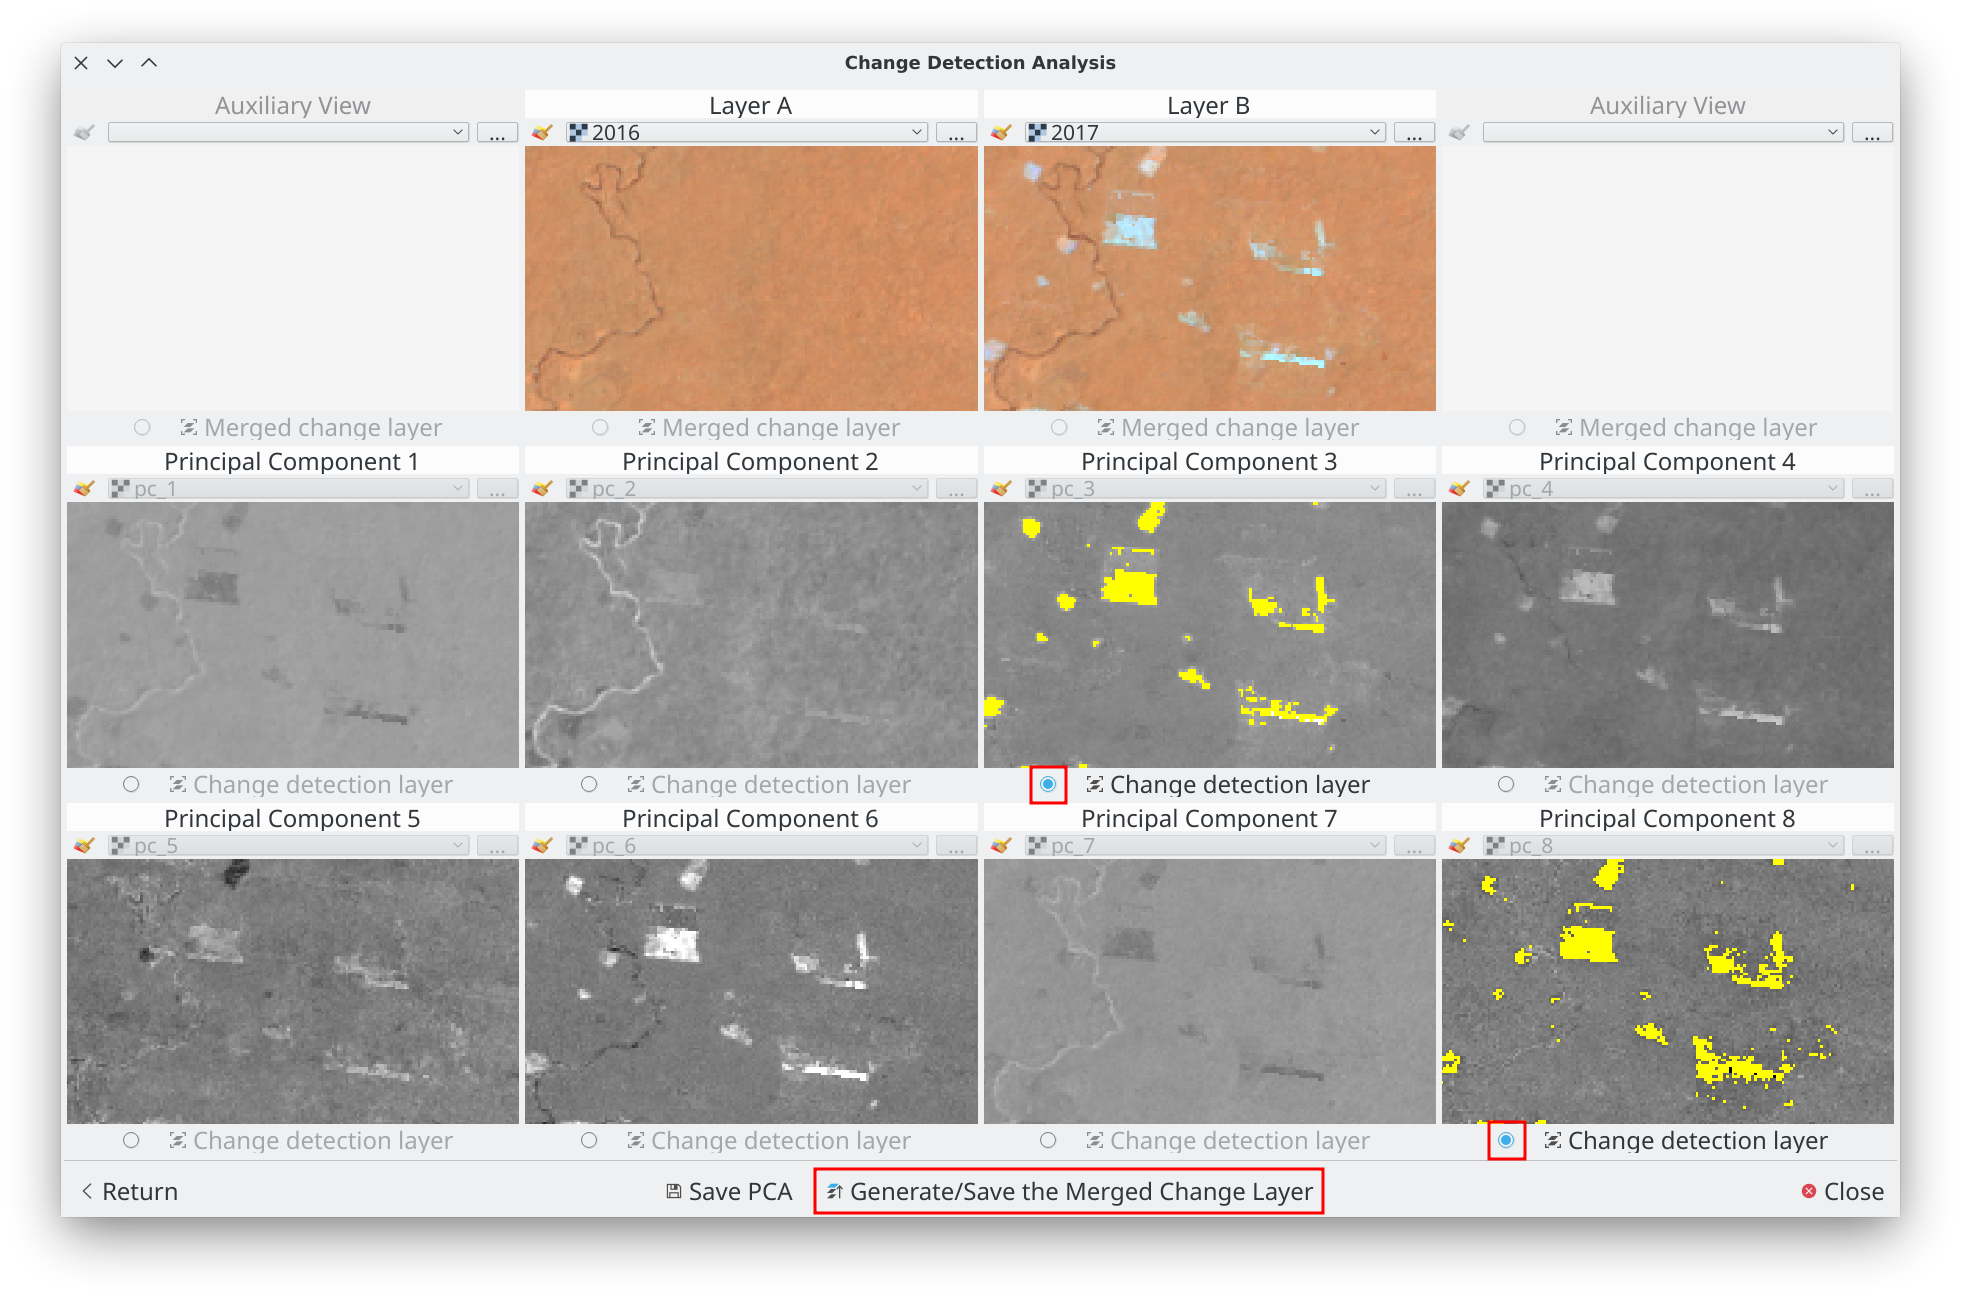 Change Detection Analysis
Auxiliary View
Layer A
Layer B
Auxiliary View
...
2016
...
2017
...
...
Merged change layer
Merged change layer
Merged change layer
Merged change layer
Principal Component 1
Principal Component 2
Principal Component 3
Principal Component 4
pc_1
...
pc_2
...
pc_3
...
pc_4
...
Change detection layer
Change detection layer
Change detection layer
Change detection layer
Principal Component 5
Principal Component 6
Principal Component 7
Principal Component 8
pc_5
...
pc_6
...
pc_7
...
pc_8
...
Change detection layer
Change detection layer
Change detection layer
Change detection layer
Return
Save PCA
Generate/Save the Merged Change Layer
Close